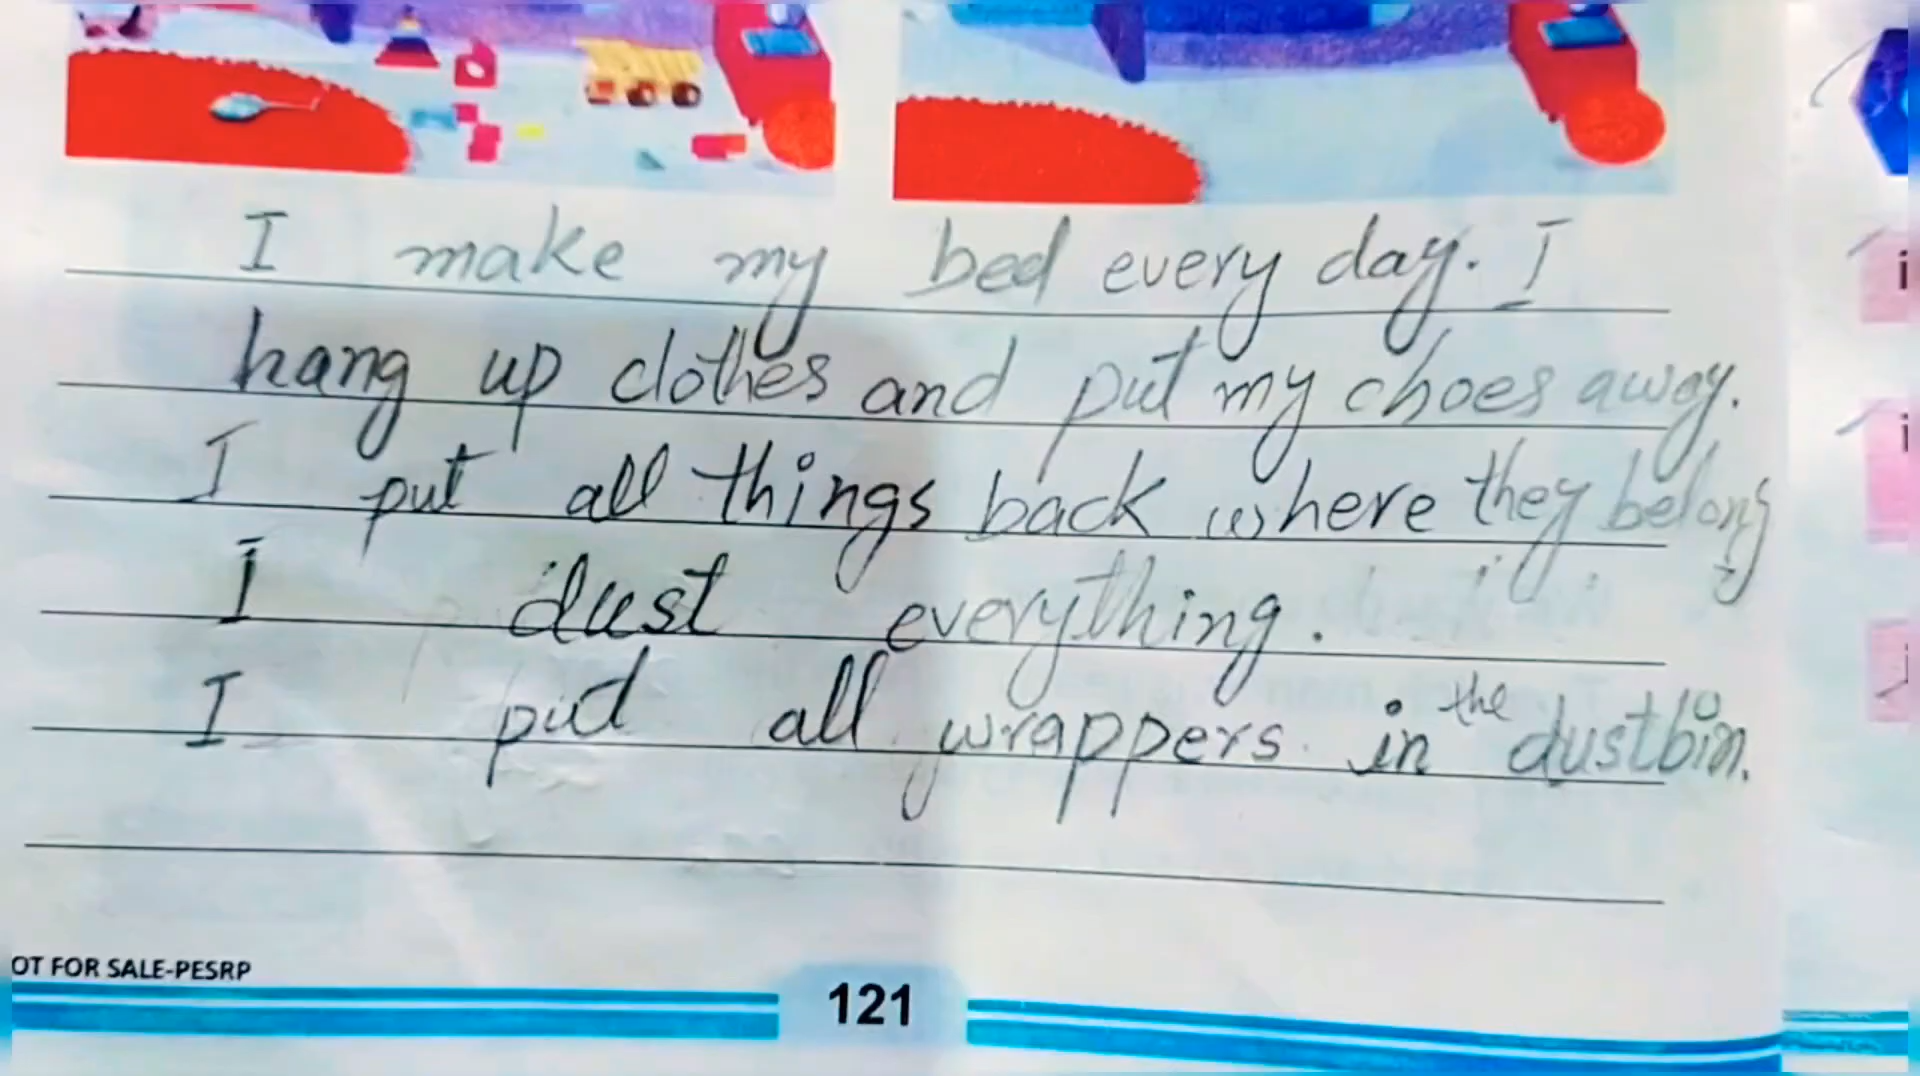 I make my bed every day. I
hang up clothes and put my choes away.
I put all things back where they belong
I dust everything.
I put all wrappers in the dustbin.
OT FOR SALE-PESRP
121